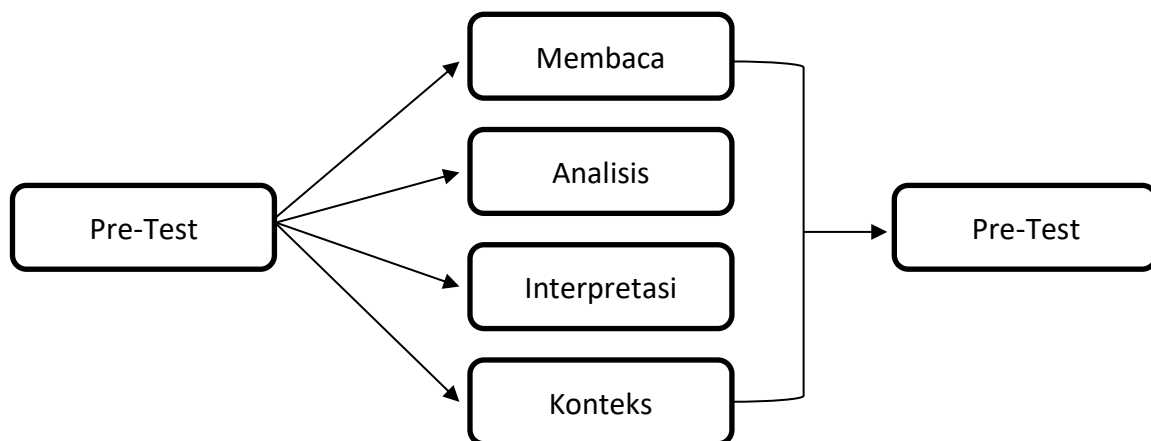 Pre-Test
Membaca
Analisis
Interpretasi
Konteks
Pre-Test